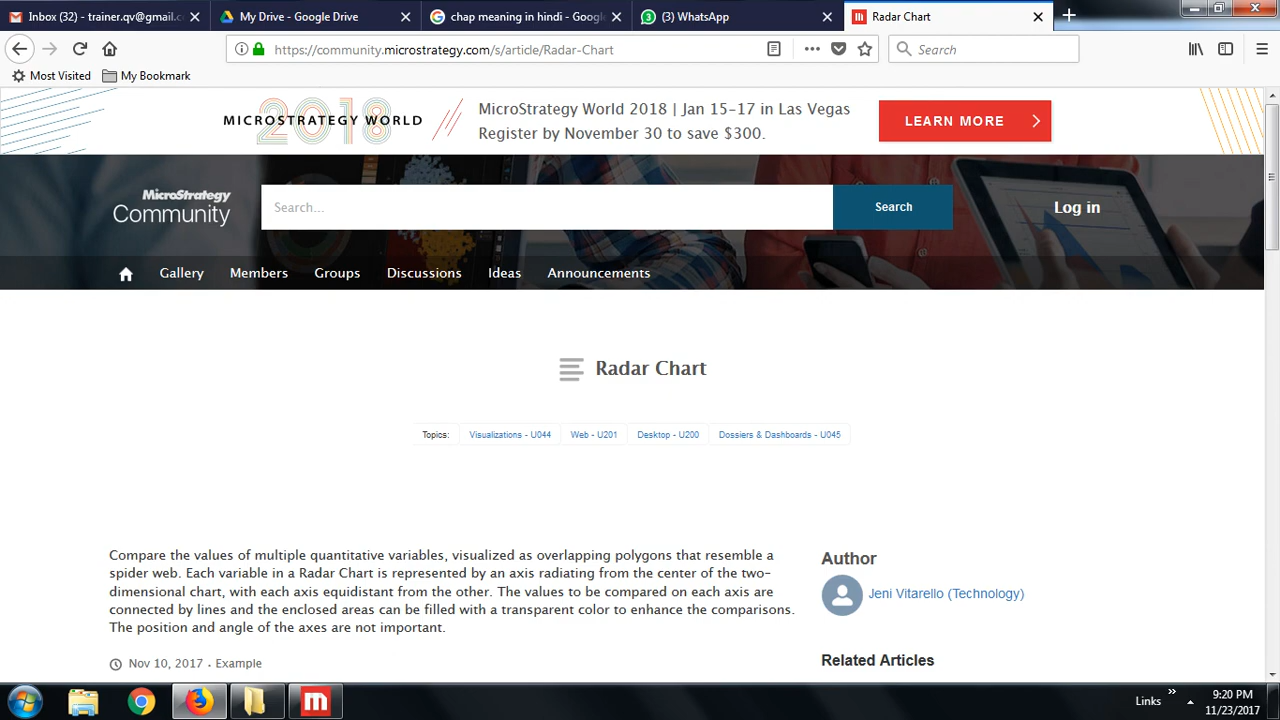 Inbox (32) - trainer.qv@gmail.c
My Drive - Google Drive
chap meaning in hindi - Googl
(3) WhatsApp
Radar Chart
https://community.microstrategy.com/s/article/Radar-Chart
Search
Most Visited
My Bookmark
2018
MICROSTRATEGY WORLD
MicroStrategy World 2018 | Jan 15-17 in Las Vegas
Register by November 30 to save $300.
LEARN MORE
MicroStrategy
Community
Search...
Search
Log in
Gallery
Members
Groups
Discussions
Ideas
Announcements
Radar Chart
Topics:
Visualizations - U044
Web - U201
Desktop - U200
Dossiers & Dashboards - U045
Compare the values of multiple quantitative variables, visualized as overlapping polygons that resemble a
spider web. Each variable in a Radar Chart is represented by an axis radiating from the center of the two-
dimensional chart, with each axis equidistant from the other. The values to be compared on each axis are
connected by lines and the enclosed areas can be filled with a transparent color to enhance the comparisons.
The position and angle of the axes are not important.
Nov 10, 2017 . Example
Author
Jeni Vitarello (Technology)
Related Articles
Links
9:20 PM
11/23/2017